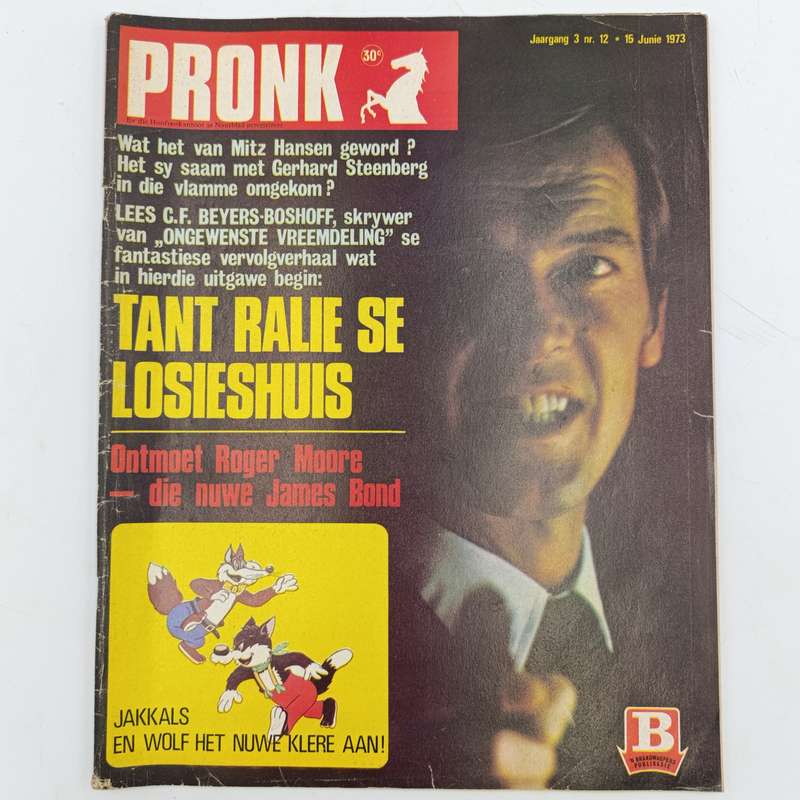 PRONK
30c
Jaargang 3 nr. 12 • 15 Junie 1973
Wat het van Mitz Hansen geword ?
Het sy saam met Gerhard Steenberg
in die vlamme omgekom ?
LEES C.F. BEYERS-BOSHOFF, skrywer
van „ONGEWENSTE VREEMDELING” se
fantastiese vervolgverhaal wat
in hierdie uitgawe begin:
TANT RALIE SE
LOSIESHUIS
Ontmoet Roger Moore
— die nuwe James Bond
JAKKALS
EN WOLF HET NUWE KLERE AAN!
B
'N BRANDWAGPERS
PUBLIKASIE